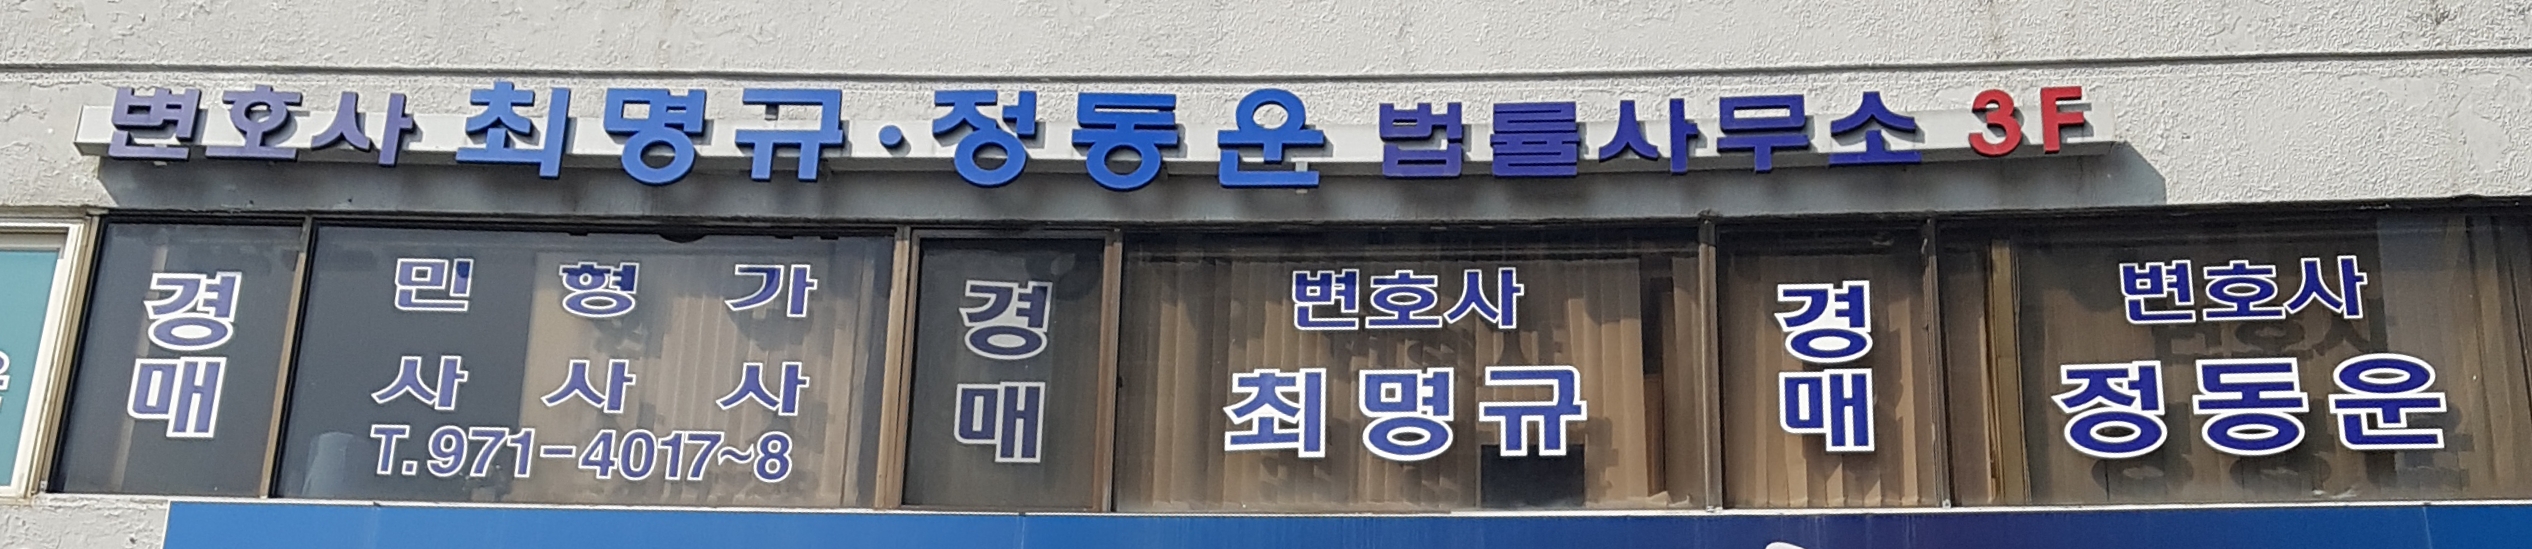 변호사 최명규·정동운 법률사무소 3F
경매
민 형 가
사 사 사
T.971-4017~8
경매
변호사
최명규
경매
변호사
정동운